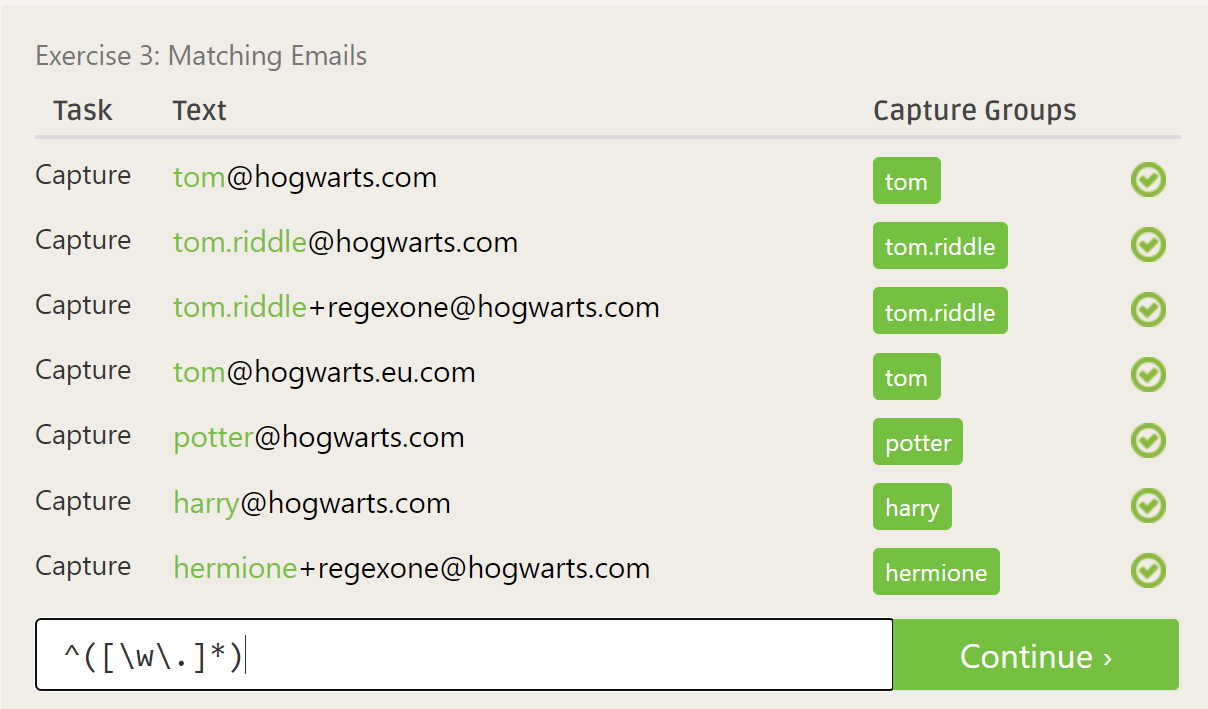 Exercise 3: Matching Emails
Task Text Capture Groups
Capture tom@hogwarts.com tom
Capture tom.riddle@hogwarts.com tom.riddle
Capture tom.riddle+regexone@hogwarts.com tom.riddle
Capture tom@hogwarts.eu.com tom
Capture potter@hogwarts.com potter
Capture harry@hogwarts.com harry
Capture hermione+regexone@hogwarts.com hermione
^([\w\.]*) Continue ›